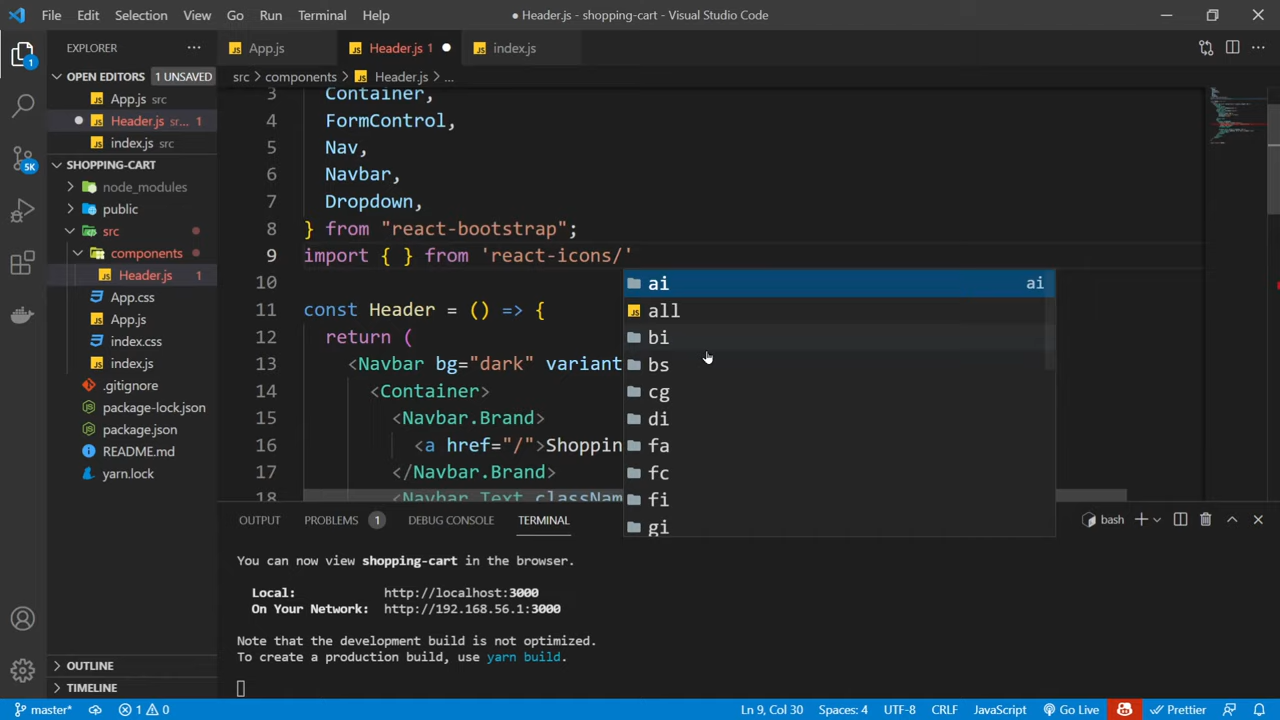 File Edit Selection View Go Run Terminal Help
● Header.js - shopping-cart - Visual Studio Code
EXPLORER
App.js
Header.js 1
index.js
OPEN EDITORS 1 UNSAVED
App.js src
Header.js sr... 1
index.js src
SHOPPING-CART
node_modules
public
src
components
Header.js 1
App.css
App.js
index.css
index.js
.gitignore
package-lock.json
package.json
README.md
yarn.lock
OUTLINE
TIMELINE
1
5K
src > components > Header.js > ...
3 Container,
4 FormControl,
5 Nav,
6 Navbar,
7 Dropdown,
8 } from "react-bootstrap";
9 import { } from 'react-icons/'
10
11 const Header = () => {
12 return (
13 <Navbar bg="dark" variant
14 <Container>
15 <Navbar.Brand>
16 <a href="/">Shoppin
17 </Navbar.Brand>
18 <Navbar.Text classNam
ai ai
all
bi
bs
cg
di
fa
fc
fi
gi
OUTPUT PROBLEMS 1 DEBUG CONSOLE TERMINAL
bash
You can now view shopping-cart in the browser.
Local: http://localhost:3000
On Your Network: http://192.168.56.1:3000
Note that the development build is not optimized.
To create a production build, use yarn build.
master* 1 0 Ln 9, Col 30 Spaces: 4 UTF-8 CRLF JavaScript Go Live Prettier